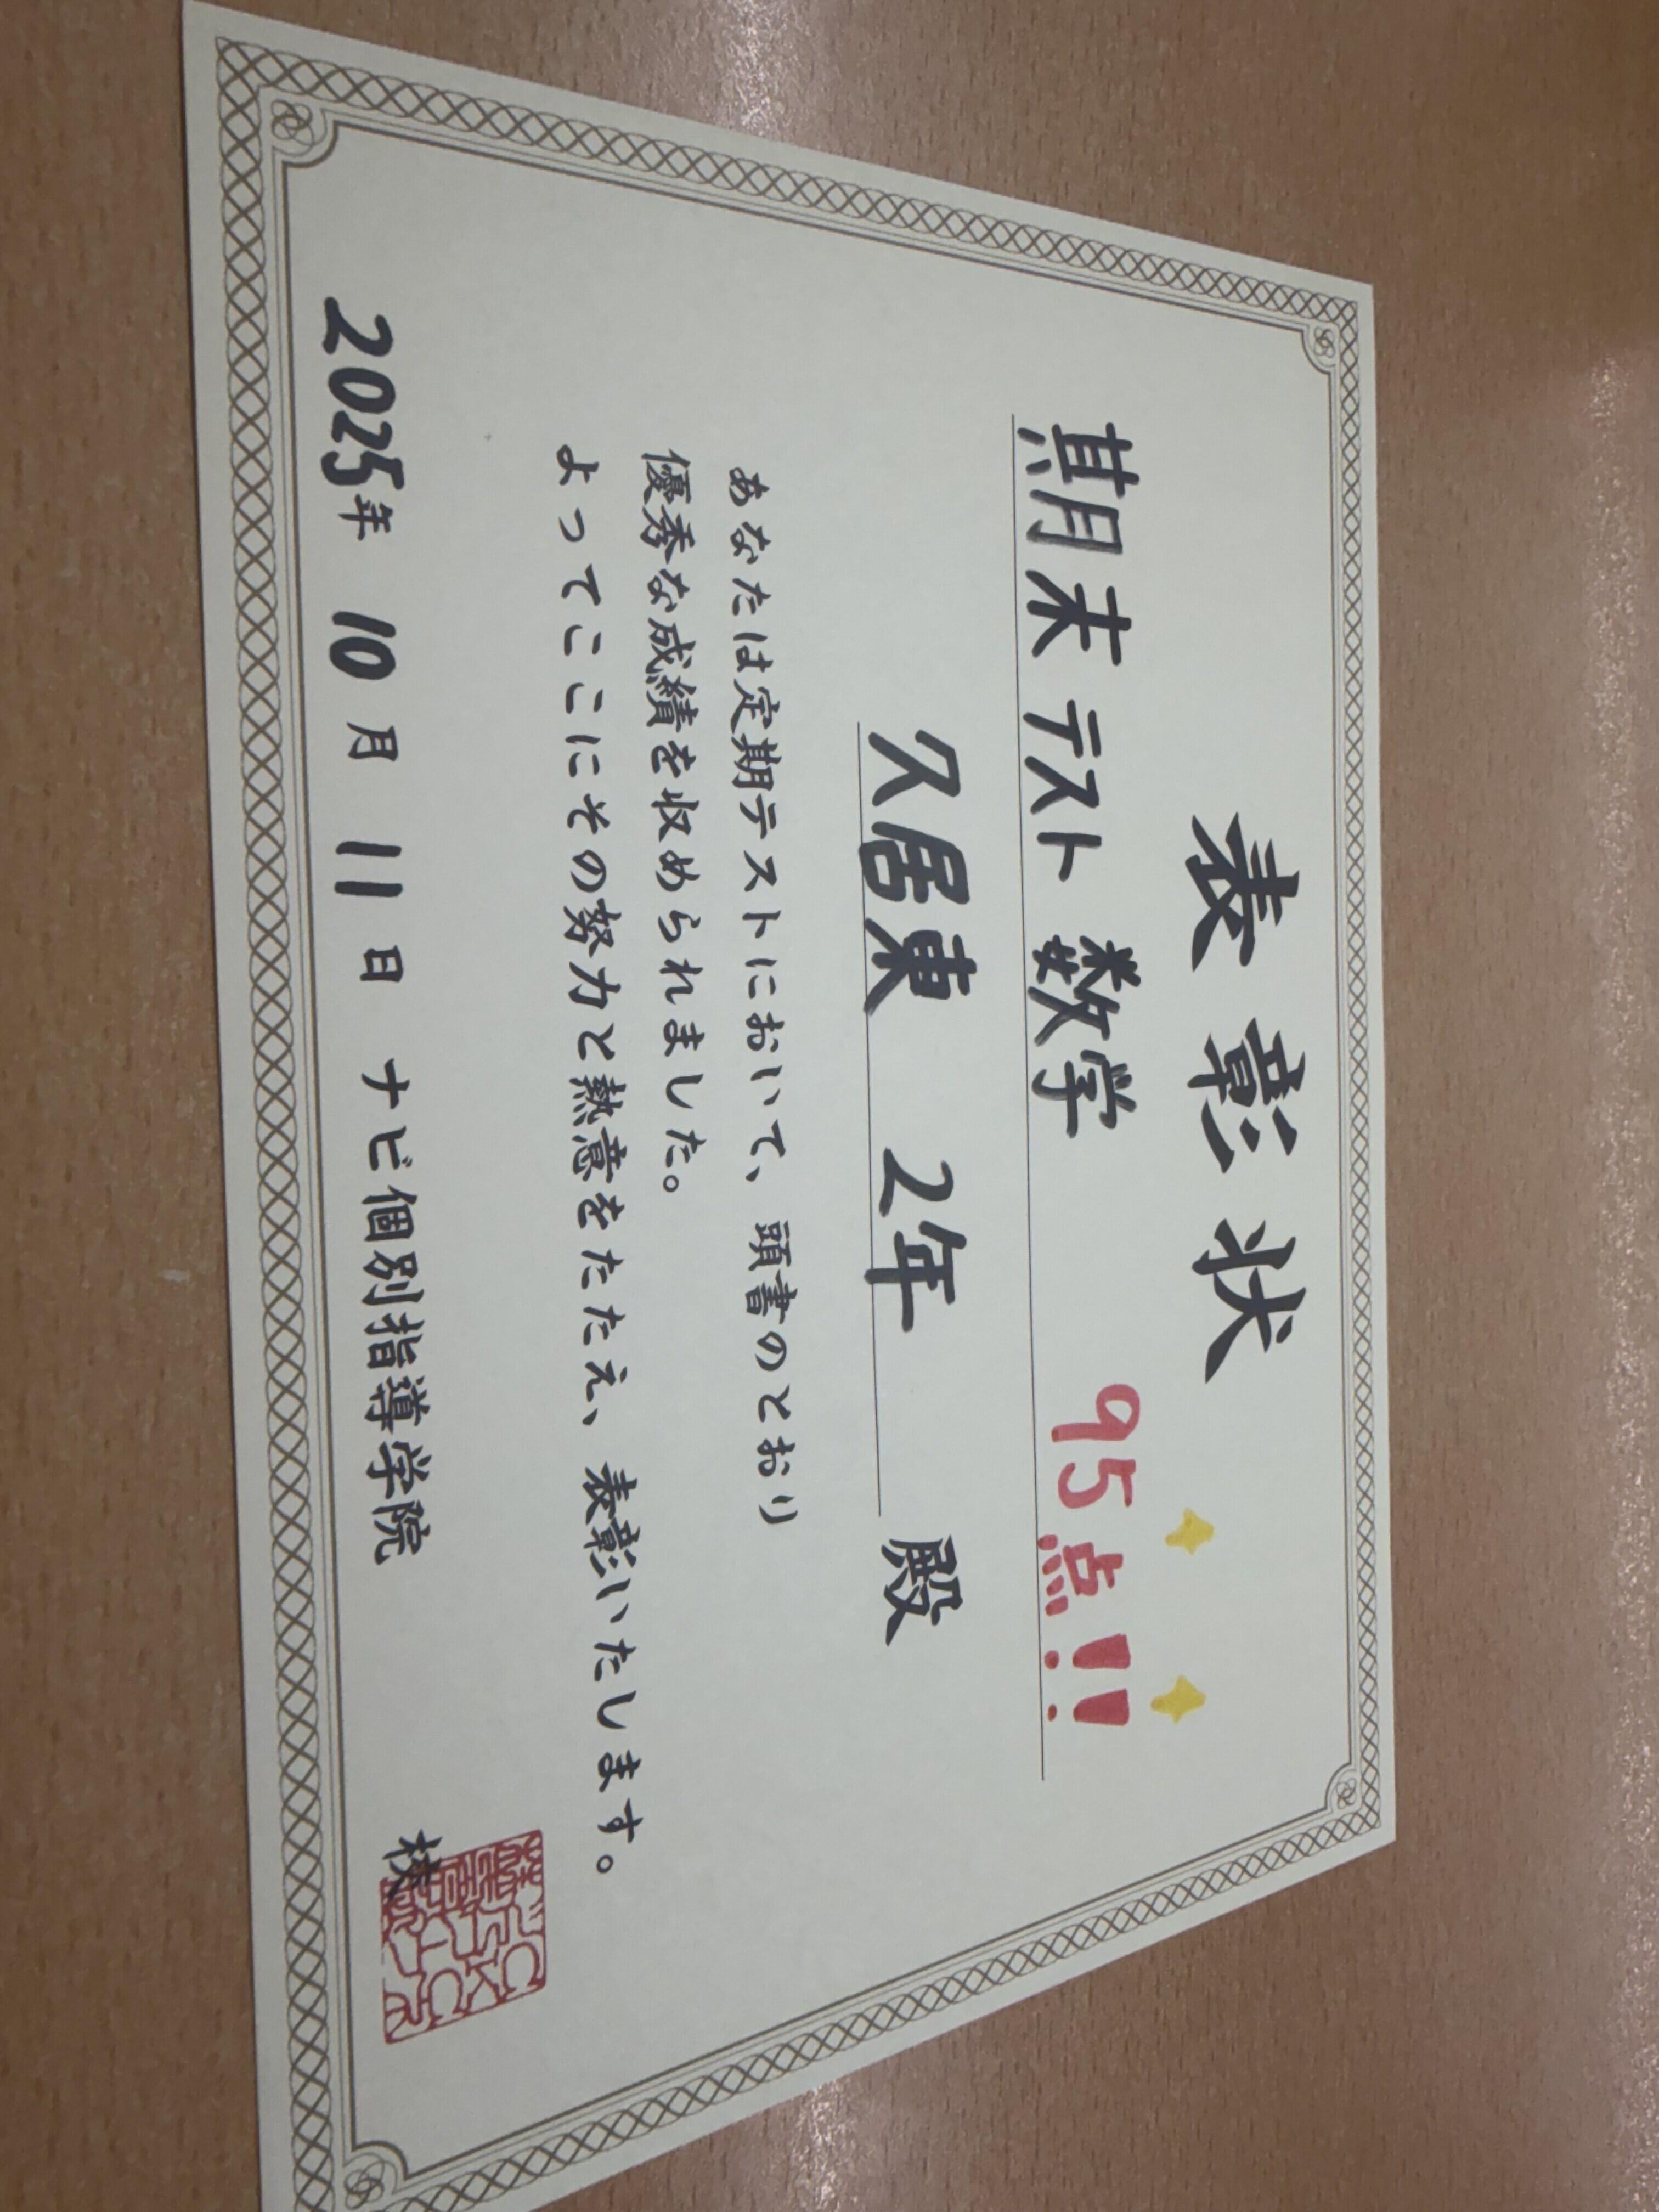 表彰状
期末テスト 数学 95点!!
久居東 2年 殿
あなたは定期テストにおいて、頭書のとおり
優秀な成績を収められました。
よってここにその努力と熱意をたたえ、表彰いたします。
2025年 10月 11日 ナビ個別指導学院 校